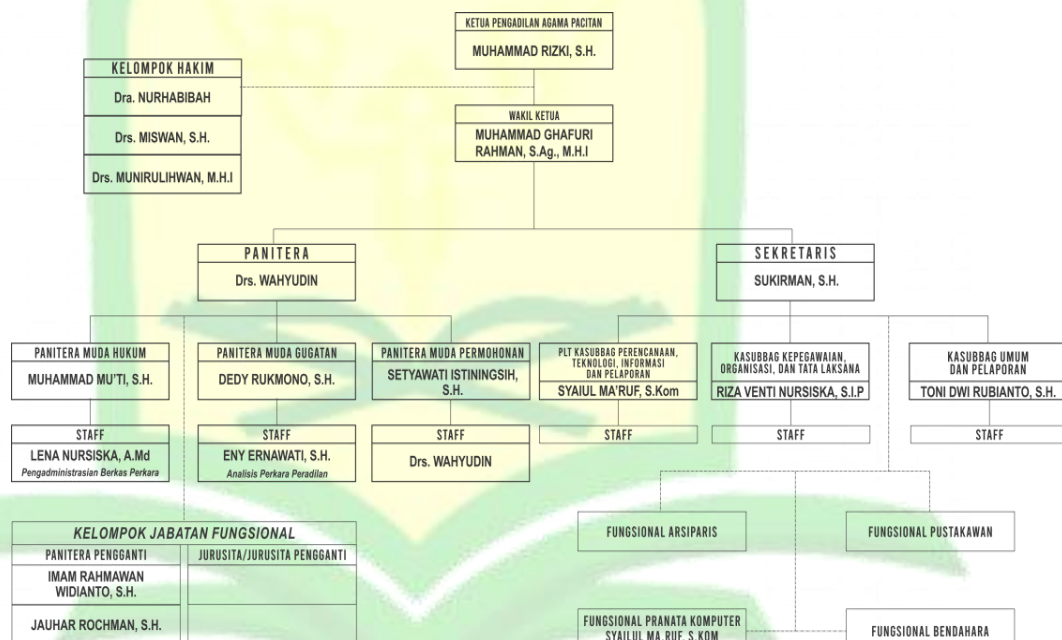 KETUA PENGADILAN AGAMA PACITAN
MUHAMMAD RIZKI, S.H.
KELOMPOK HAKIM
Dra. NURHABIBAH
Drs. MISWAN, S.H.
Drs. MUNIRULIHWAN, M.H.I
WAKIL KETUA
MUHAMMAD GHAFURI
RAHMAN, S.Ag., M.H.I
PANITERA
Drs. WAHYUDIN
SEKRETARIS
SUKIRMAN, S.H.
PANITERA MUDA HUKUM
MUHAMMAD MU'TI, S.H.
PANITERA MUDA GUGATAN
DEDY RUKMONO, S.H.
PANITERA MUDA PERMOHONAN
SETYAWATI ISTININGSIH,
S.H.
PLT KASUBBAG PERENCANAAN,
TEKNOLOGI, INFORMASI
DAN PELAPORAN
SYAIUL MA'RUF, S.Kom
KASUBBAG KEPEGAWAIAN,
ORGANISASI, DAN TATA LAKSANA
RIZA VENTI NURSISKA, S.I.P
KASUBBAG UMUM
DAN PELAPORAN
TONI DWI RUBIANTO, S.H.
STAFF
LENA NURSISKA, A.Md
Pengadministrasian Berkas Perkara
STAFF
ENY ERNAWATI, S.H.
Analisis Perkara Peradilan
STAFF
Drs. WAHYUDIN
STAFF
STAFF
STAFF
KELOMPOK JABATAN FUNGSIONAL
PANITERA PENGGANTI
JURUSITA/JURUSITA PENGGANTI
IMAM RAHMAWAN
WIDIANTO, S.H.
JAUHAR ROCHMAN, S.H.
FUNGSIONAL ARSIPARIS
FUNGSIONAL PUSTAKAWAN
FUNGSIONAL PRANATA KOMPUTER
SYAILUL MA.RUF, S.KOM
FUNGSIONAL BENDAHARA